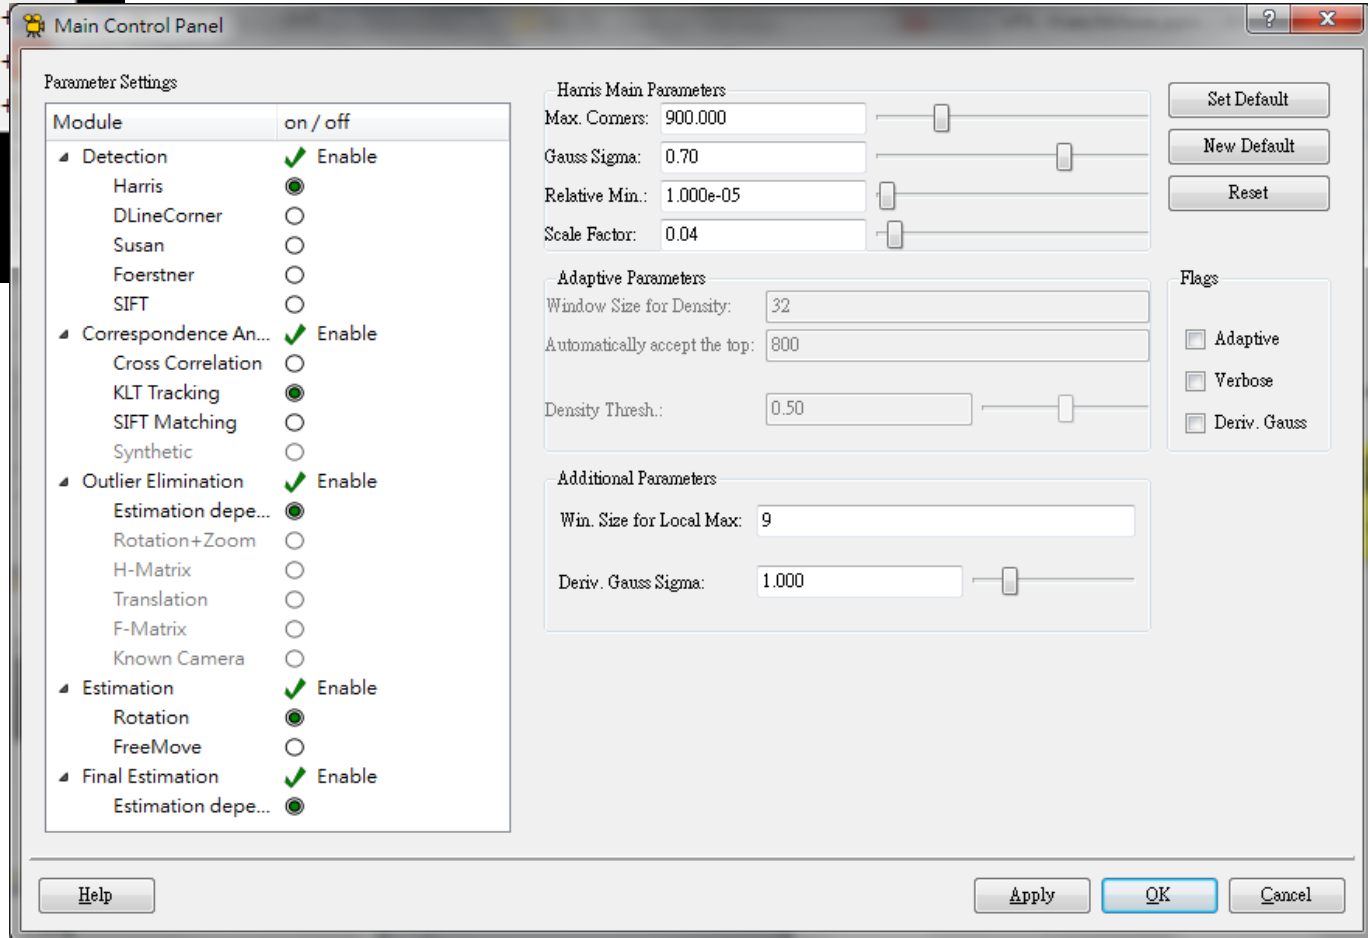 Main Control Panel
?
X
Parameter Settings
Module on / off
Detection Enable
Harris
DLineCorner
Susan
Foerstner
SIFT
Correspondence An... Enable
Cross Correlation
KLT Tracking
SIFT Matching
Synthetic
Outlier Elimination Enable
Estimation depe...
Rotation+Zoom
H-Matrix
Translation
F-Matrix
Known Camera
Estimation Enable
Rotation
FreeMove
Final Estimation Enable
Estimation depe...
Harris Main Parameters
Max. Corners: 900.000
Gauss Sigma: 0.70
Relative Min.: 1.000e-05
Scale Factor: 0.04
Adaptive Parameters
Window Size for Density: 32
Automatically accept the top: 800
Density Thresh.: 0.50
Additional Parameters
Win. Size for Local Max: 9
Deriv. Gauss Sigma: 1.000
Set Default
New Default
Reset
Flags
Adaptive
Verbose
Deriv. Gauss
Help
Apply
OK
Cancel